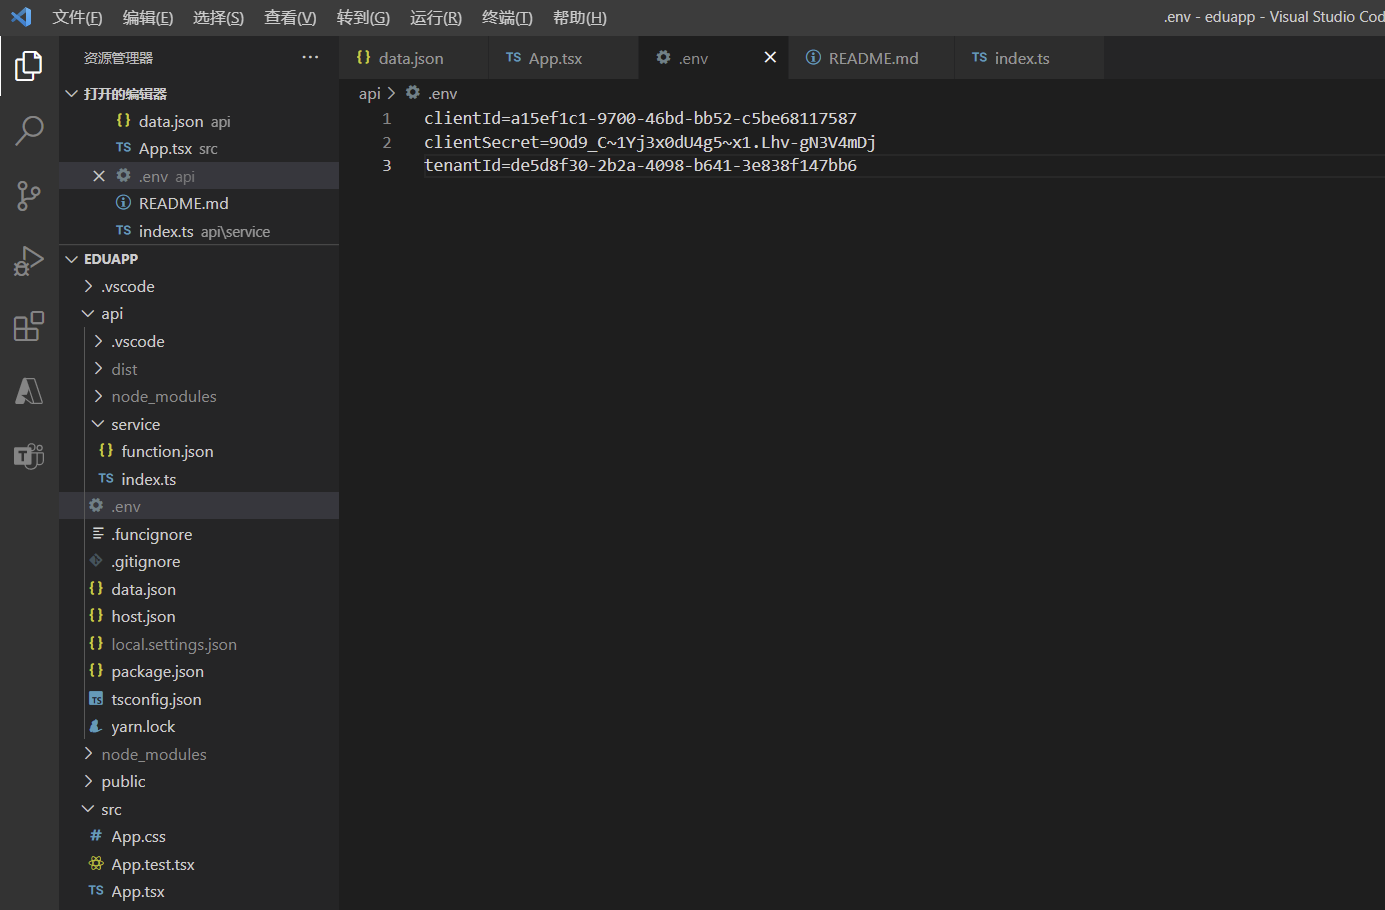 文件(F) 编辑(E) 选择(S) 查看(V) 转到(G) 运行(R) 终端(T) 帮助(H) .env - eduapp - Visual Studio Cod
资源管理器 ...
打开的编辑器
{} data.json api
TS App.tsx src
.env api
README.md
TS index.ts api\service
EDUAPP
.vscode
api
.vscode
dist
node_modules
service
{} function.json
TS index.ts
.env
.funcignore
.gitignore
{} data.json
{} host.json
{} local.settings.json
{} package.json
TS tsconfig.json
yarn.lock
node_modules
public
src
# App.css
App.test.tsx
TS App.tsx
{} data.json TS App.tsx .env README.md TS index.ts
api > .env
1 clientId=a15ef1c1-9700-46bd-bb52-c5be68117587
2 clientSecret=9Od9_C~1Yj3x0dU4g5~x1.Lhv-gN3V4mDj
3 tenantId=de5d8f30-2b2a-4098-b641-3e838f147bb6